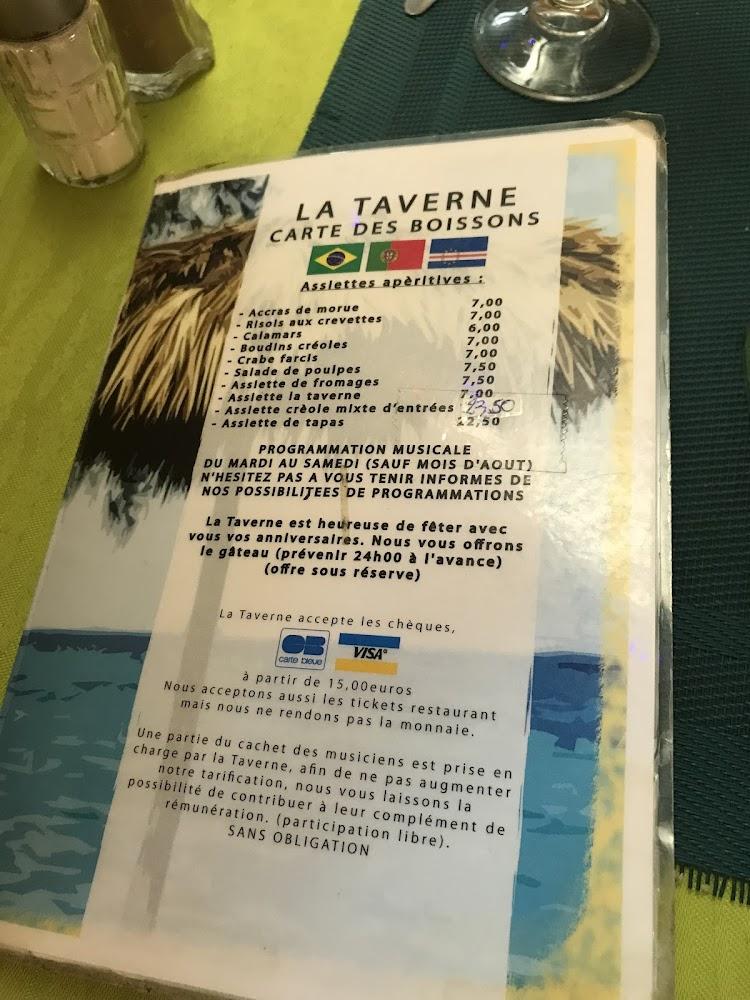 LA TAVERNE
CARTE DES BOISSONS
Assiettes apèritives :
- Accras de morue 7,00
- Risols aux crevettes 7,00
- Calamars 6,00
- Boudins créoles 7,00
- Crabe farcis 7,00
- Salade de poulpes 7,50
- Assiette de fromages 7,50
- Assiette la taverne 7,00
- Assiette crèole mixte d'entrées 23,50
- Assiette de tapas 22,50
PROGRAMMATION MUSICALE
DU MARDI AU SAMEDI (SAUF MOIS D'AOUT)
N'HESITEZ PAS A VOUS TENIR INFORMES DE
NOS POSSIBILITEES DE PROGRAMMATIONS
La Taverne est heureuse de fêter avec
vous vos anniversaires. Nous vous offrons
le gâteau (prévenir 24h00 à l'avance)
(offre sous réserve)
La Taverne accepte les chèques,
CB
carte bleue
VISA
à partir de 15,00euros
Nous acceptons aussi les tickets restaurant
mais nous ne rendons pas la monnaie.
Une partie du cachet des musiciens est prise en
charge par la Taverne, afin de ne pas augmenter
notre tarification, nous vous laissons la
possibilité de contribuer à leur complément de
rémunération. (participation libre).
SANS OBLIGATION